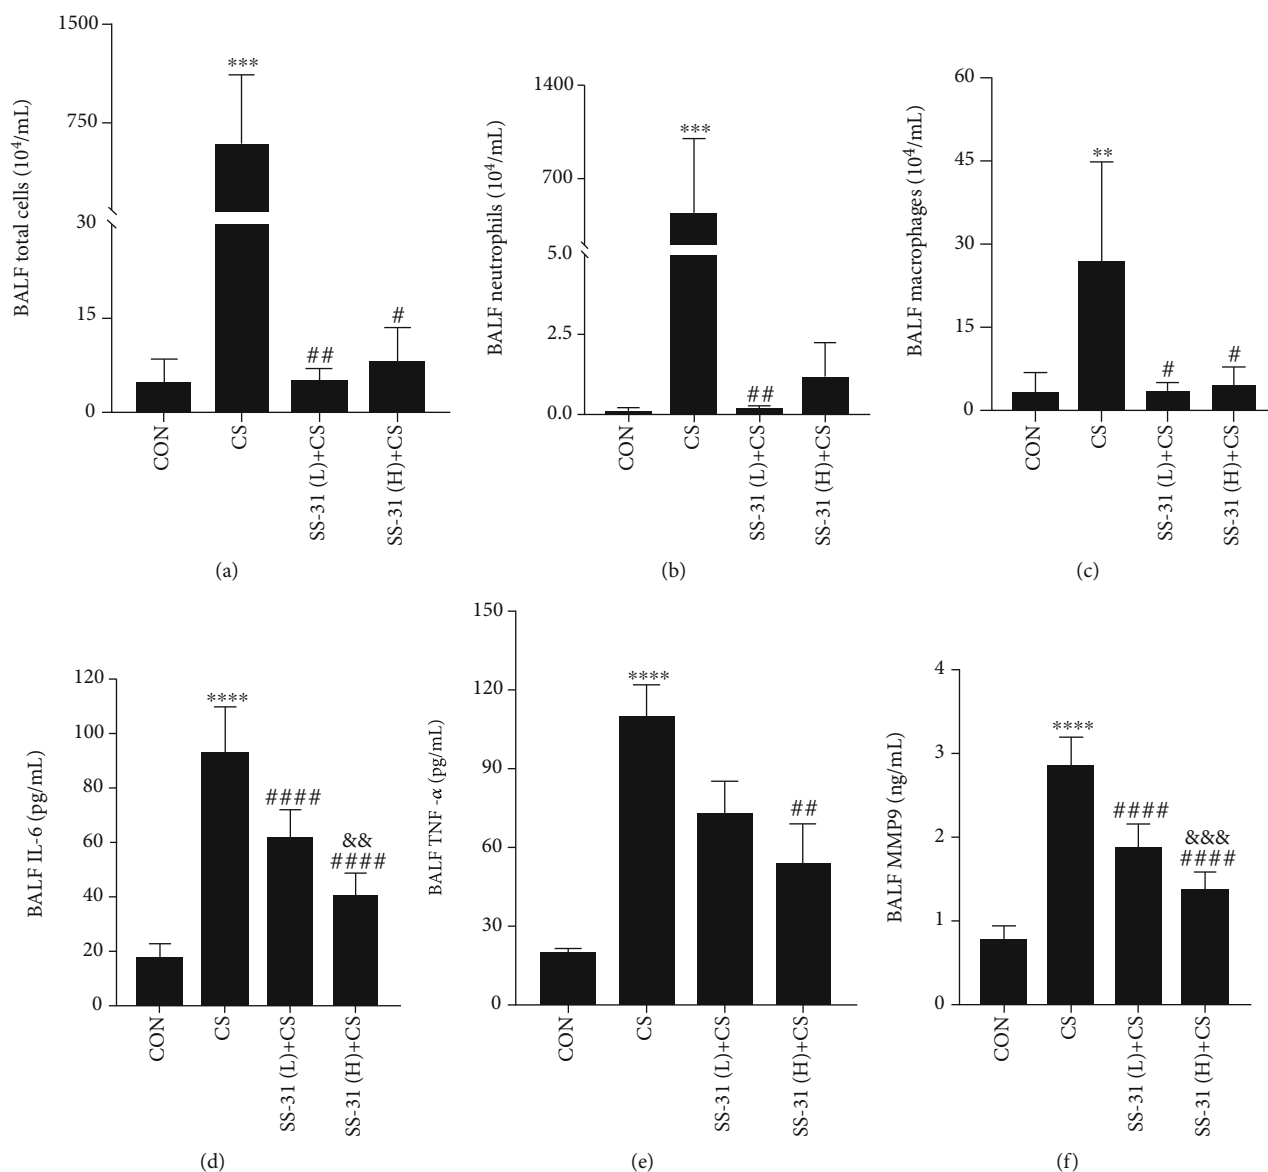 BALF total cells (10⁴/mL)
1500
750
30
15
0
***
##
#
CON
CS
SS-31 (L)+CS
SS-31 (H)+CS
(a)
BALF neutrophils (10⁴/mL)
1400
700
5.0
2.5
0.0
***
##
CON
CS
SS-31 (L)+CS
SS-31 (H)+CS
(b)
BALF macrophages (10⁴/mL)
60
45
30
15
0
**
#
#
CON
CS
SS-31 (L)+CS
SS-31 (H)+CS
(c)
BALF IL-6 (pg/mL)
120
100
80
60
40
20
0
****
####
&&
####
CON
CS
SS-31 (L)+CS
SS-31 (H)+CS
(d)
BALF TNF -α (pg/mL)
150
120
90
60
30
0
****
##
CON
CS
SS-31 (L)+CS
SS-31 (H)+CS
(e)
BALF MMP9 (ng/mL)
4
3
2
1
0
****
####
&&&
####
CON
CS
SS-31 (L)+CS
SS-31 (H)+CS
(f)